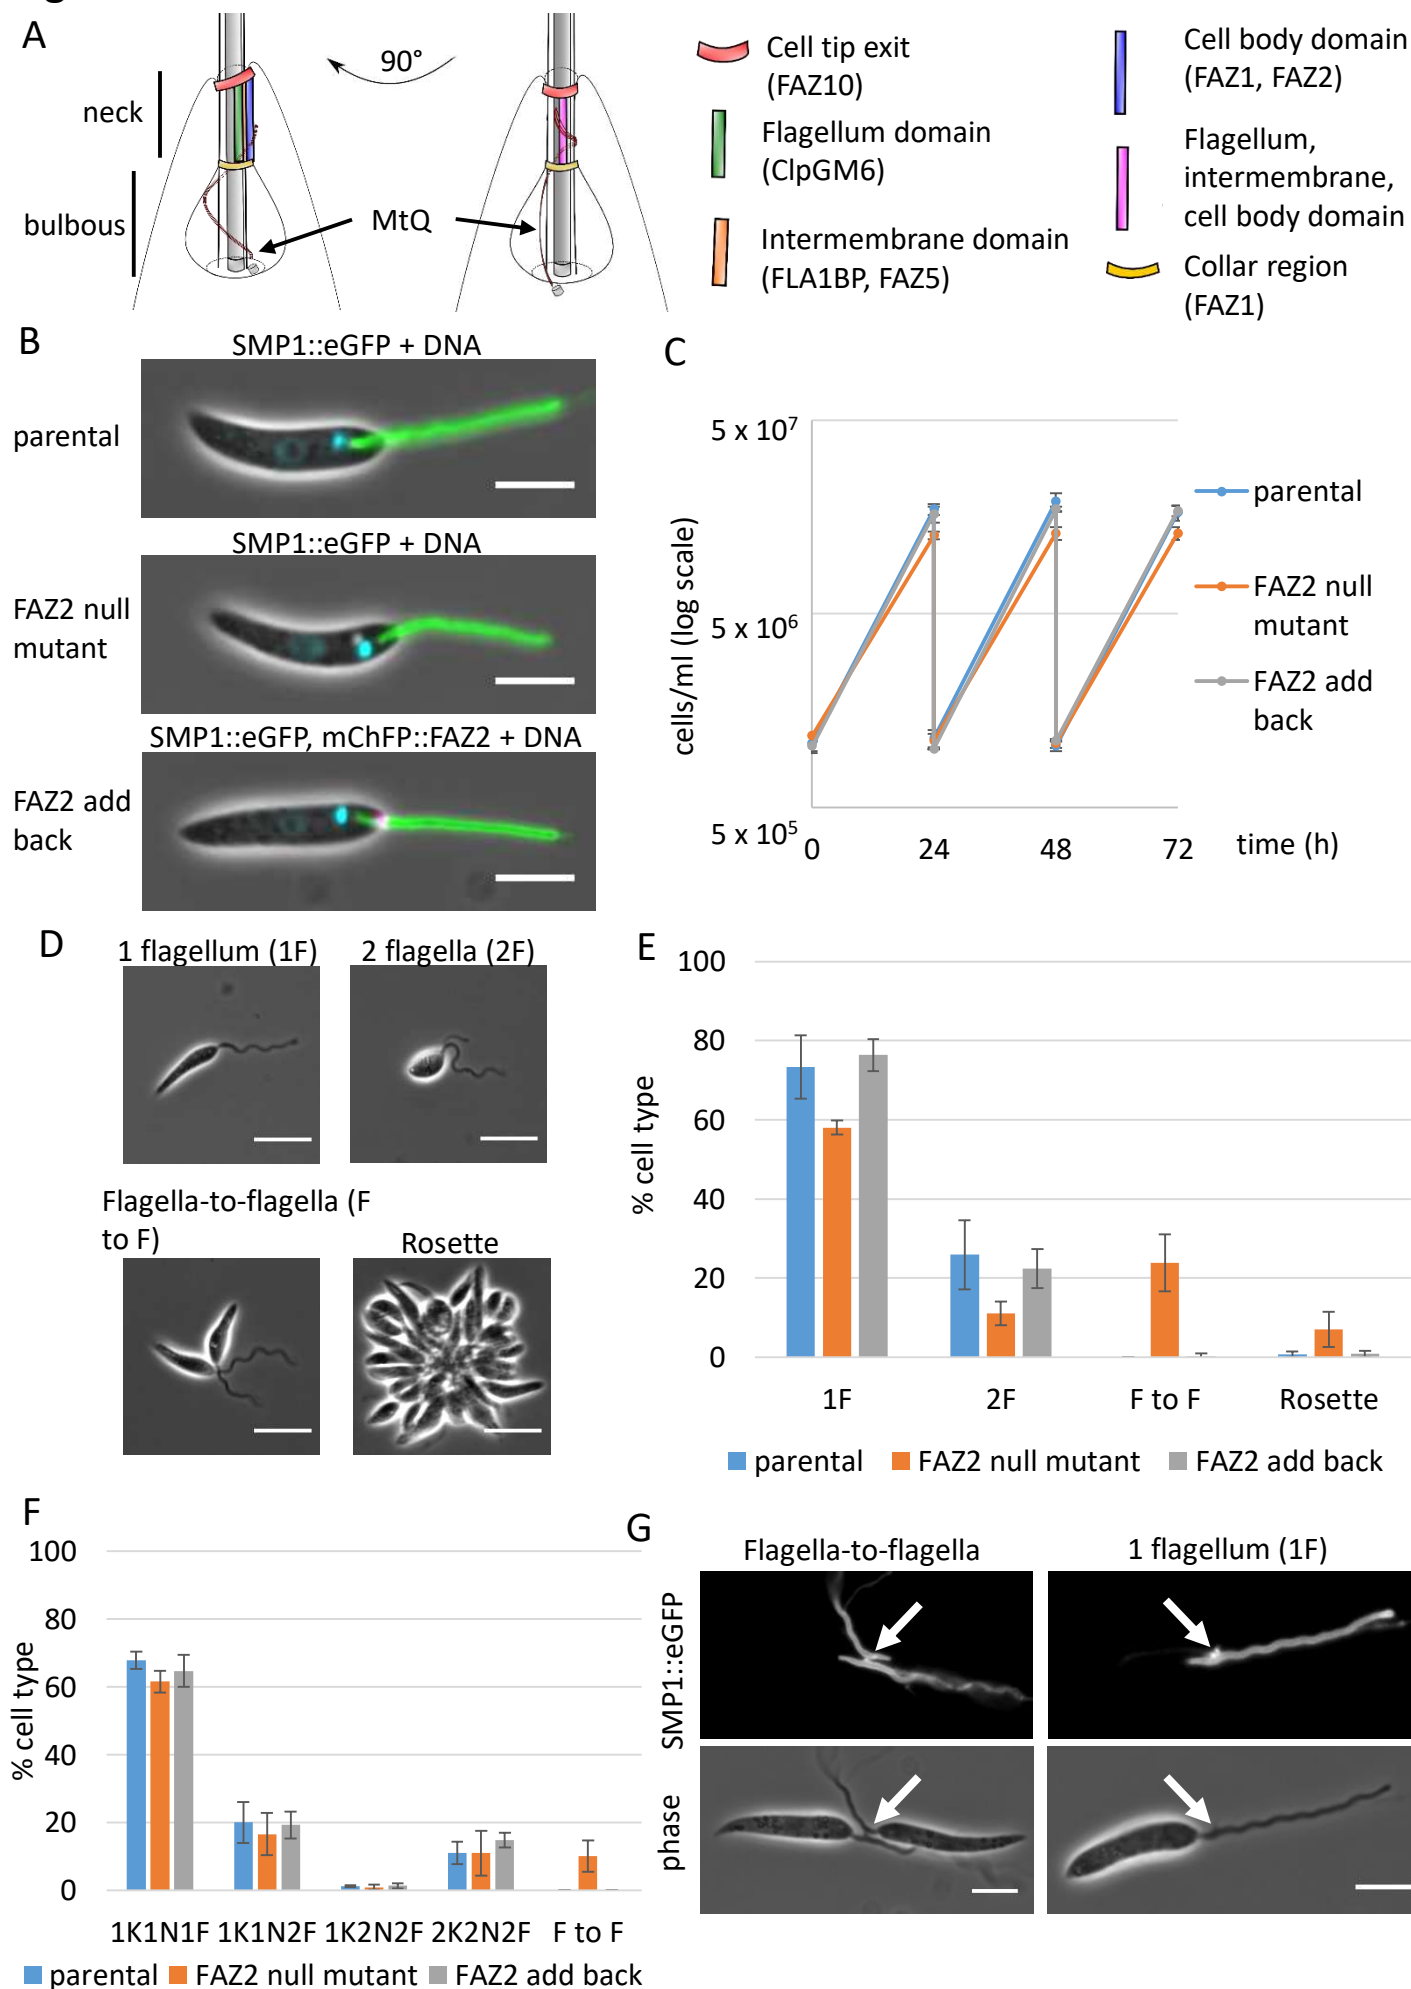 A
90°
neck
bulbous
MtQ
Cell tip exit
(FAZ10)
Flagellum domain
(ClpGM6)
Intermembrane domain
(FLA1BP, FAZ5)
Cell body domain
(FAZ1, FAZ2)
Flagellum,
intermembrane,
cell body domain
Collar region
(FAZ1)
B
SMP1::eGFP + DNA
parental
SMP1::eGFP + DNA
FAZ2 null
mutant
SMP1::eGFP, mChFP::FAZ2 + DNA
FAZ2 add
back
C
5 x 10⁷
5 x 10⁶
5 x 10⁵
cells/ml (log scale)
0 24 48 72 time (h)
parental
FAZ2 null
mutant
FAZ2 add
back
D
1 flagellum (1F)
2 flagella (2F)
Flagella-to-flagella (F
to F)
Rosette
E
100
80
60
40
20
0
% cell type
1F 2F F to F Rosette
parental FAZ2 null mutant FAZ2 add back
F
100
80
60
40
20
0
% cell type
1K1N1F 1K1N2F 1K2N2F 2K2N2F F to F
parental FAZ2 null mutant FAZ2 add back
G
Flagella-to-flagella
1 flagellum (1F)
SMP1::eGFP
phase